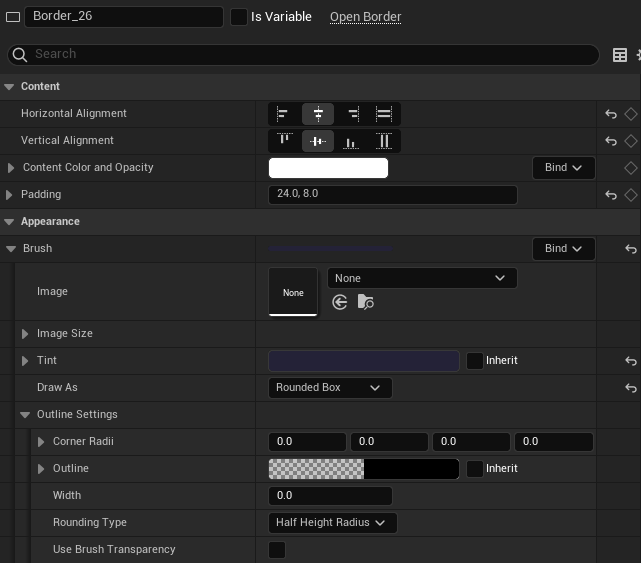 Border_26 Is Variable Open Border
Search
Content
Horizontal Alignment
Vertical Alignment
Content Color and Opacity Bind
Padding 24.0, 8.0
Appearance
Brush Bind
Image None None
Image Size
Tint Inherit
Draw As Rounded Box
Outline Settings
Corner Radii 0.0 0.0 0.0 0.0
Outline Inherit
Width 0.0
Rounding Type Half Height Radius
Use Brush Transparency